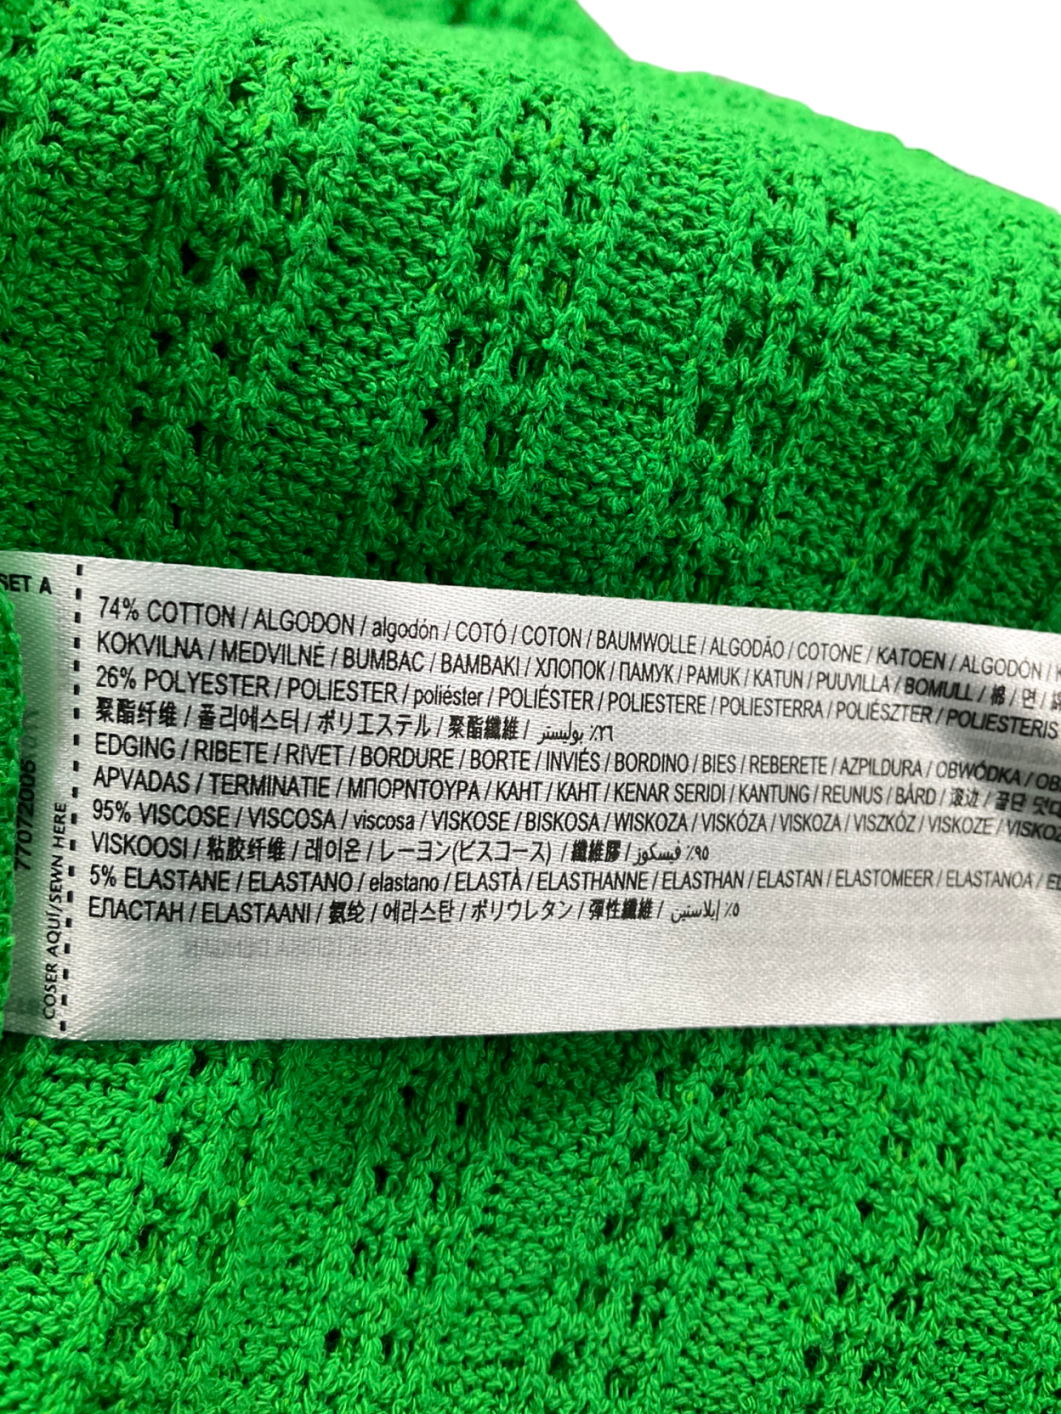 SET A
74% COTTON / ALGODON / algodón / COTÓ / COTON / BAUMWOLLE / ALGODÃO / COTONE / KATOEN / ALGODÓN /
KOKVILNA / MEDVILNĖ / BUMBAC / BAMBAKI / ХЛОПОК / ПАМУК / PAMUK / KATUN / PUUVILLA / BOMULL / 棉 / 면 / 綿
26% POLYESTER / POLIESTER / poliéster / POLIÉSTER / POLIESTERE / POLIESTERRA / POLIÉSZTER / POLIESTERIS
聚酯纤维 / 폴리에스터 / ポリエステル / 聚酯纖維 / بوليستر ٪٢٦
EDGING / RIBETE / RIVET / BORDURE / BORTE / INVIÉS / BORDINO / BIES / REBERETE / AZPILDURA / OBWÓDKA /
APVADAS / TERMINATIE / ΜΠΟΡΝΤΟΥΡΑ / КАНТ / КАНТ / KENAR SERIDI / KANTUNG / REUNUS / BÅRD / 滚边 /
95% VISCOSE / VISCOSA / viscosa / VISKOSE / BISKOSA / WISKOZA / VISKÓZA / VISKOZA / VISZKÓZ / VISKOZE /
VISKOOSI / 粘胶纤维 / 레이온 / レーヨン(ビスコース) / 纖維膠 / فيسكوز ٪٩٥
5% ELASTANE / ELASTANO / elastano / ELASTÀ / ELASTHANNE / ELASTHAN / ELASTAN / ELASTOMEER / ELASTANOA /
ЕЛАСТАН / ELASTAANI / 氨纶 / 에라스탄 / ポリウレタン / 彈性纖維 / إيلاستين ٪٥
COSER AQUI/SEWN HERE